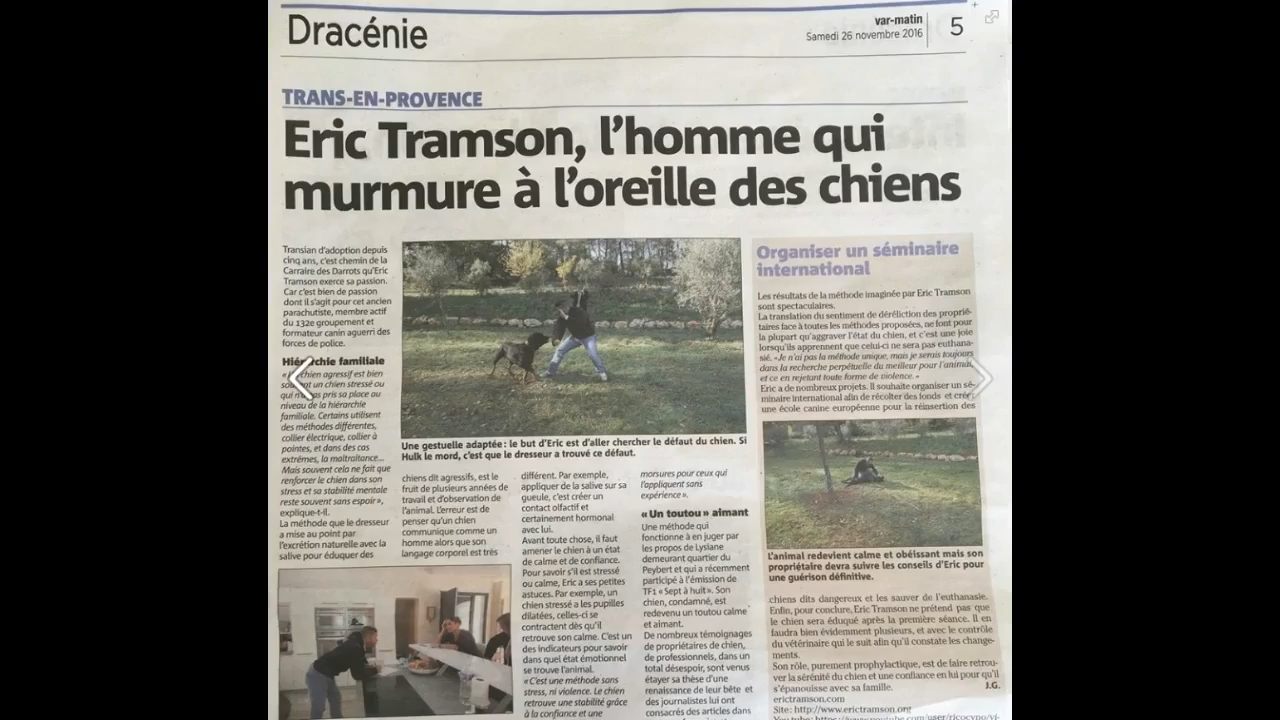 Dracénie
var-matin
Samedi 26 novembre 2016
5
TRANS-EN-PROVENCE
Eric Tramson, l'homme qui
murmure à l'oreille des chiens
Transian d'adoption depuis
cinq ans, c'est chemin de la
Carraire des Darrots qu'Eric
Tramson exerce sa passion.
Car c'est bien de passion
dont il s'agit pour cet ancien
parachutiste, membre actif
du 132e groupement et
formateur canin aguerri des
forces de police.
Hiérarchie familiale
chien agressif est bien
un chien stressé ou
qui pas pris sa place au
niveau de la hiérarchie
familiale. Certains utilisent
des méthodes différentes,
collier électrique, collier à
pointes, et dans des cas
extrêmes, la maltraitance...
Mais souvent cela ne fait que
renforcer le chien dans son
stress et sa stabilité mentale
reste souvent sans espoir»,
explique-t-il.
La méthode que le dresseur
a mise au point par
l'excrétion naturelle avec la
salive pour éduquer des
Une gestuelle adaptée : le but d'Eric est d'aller chercher le défaut du chien. Si
Hulk le mord, c'est que le dresseur a trouvé ce défaut.
chiens dit agressifs, est le
fruit de plusieurs années de
travail et d'observation de
l'animal. L'erreur est de
penser qu'un chien
communique comme un
homme alors que son
langage corporel est très
différent. Par exemple,
appliquer de la salive sur sa
gueule, c'est créer un
contact olfactif et
certainement hormonal
avec lui.
Avant toute chose, il faut
amener le chien à un état
de calme et de confiance.
Pour savoir s'il est stressé
ou calme, Eric a ses petites
astuces. Par exemple, un
chien stressé a les pupilles
dilatées, celles-ci se
contractent dès qu'il
retrouve son calme. C'est un
des indicateurs pour savoir
dans quel état émotionnel
se trouve l'animal.
«C'est une méthode sans
stress, ni violence. Le chien
retrouve une stabilité grâce
à la confiance et une
morsures pour ceux qui
l'appliquent sans
expérience».
« Un toutou » aimant
Une méthode qui
fonctionne à en juger par
les propos de Lysiane
demeurant quartier du
Peybert et qui a récemment
participé à l'émission de
TF1 « Sept à huit». Son
chien, condamné, est
redevenu un toutou calme
et aimant.
De nombreux témoignages
de propriétaires de chien,
de professionnels, dans un
total désespoir, sont venus
étayer sa thèse d'une
renaissance de leur bête et
des journalistes lui ont
consacrés des articles dans
Organiser un séminaire
international
Les résultats de la méthode imaginée par Eric Tramson
sont spectaculaires.
La translation du sentiment de déréliction des proprié-
taires face à toutes les méthodes proposées, ne font pour
la plupart qu'aggraver l'état du chien, et c'est une joie
lorsqu'ils apprennent que celui-ci ne sera pas euthana-
sié. «Je n'ai pas la méthode unique, mais je serais toujours
dans la recherche perpétuelle du meilleur pour l'animal,
et ce en rejetant toute forme de violence.»
Eric a de nombreux projets. Il souhaite organiser un sé-
minaire international afin de récolter des fonds et créer
une école canine européenne pour la réinsertion des
L'animal redevient calme et obéissant mais son
propriétaire devra suivre les conseils d'Eric pour
une guérison définitive.
chiens dits dangereux et les sauver de l'euthanasie.
Enfin, pour conclure, Eric Tramson ne prétend pas que
le chien sera éduqué après la première séance. Il en
faudra bien évidemment plusieurs, et avec le contrôle
du vétérinaire qui le suit afin qu'il constate les change-
ments.
Son rôle, purement prophylactique, est de faire retrou-
ver la sérénité du chien et une confiance en lui pour qu'il
s'épanouisse avec sa famille.
J.G.
erictramson.com
Site: http://www.erictramson.org